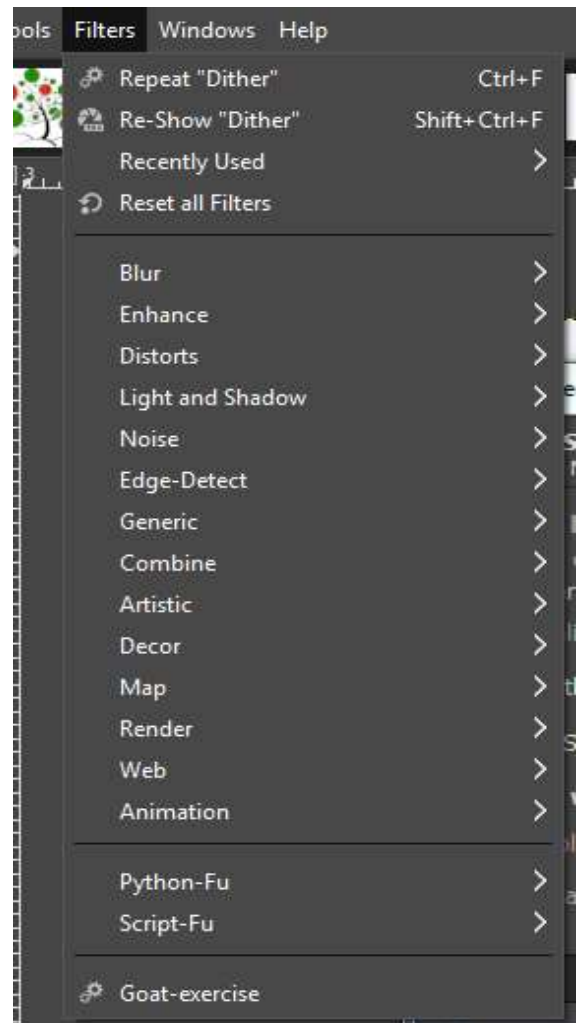 Filters Windows Help
Repeat "Dither" Ctrl+F
Re-Show "Dither" Shift+Ctrl+F
Recently Used
Reset all Filters
Blur
Enhance
Distorts
Light and Shadow
Noise
Edge-Detect
Generic
Combine
Artistic
Decor
Map
Render
Web
Animation
Python-Fu
Script-Fu
Goat-exercise